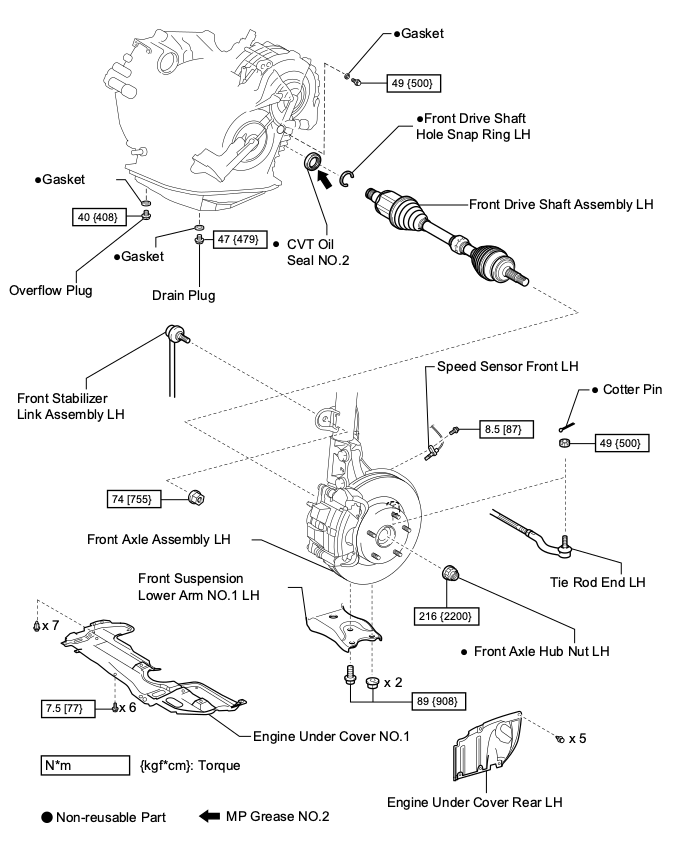 ●Gasket
49 {500}
●Front Drive Shaft
Hole Snap Ring LH
●Gasket
Front Drive Shaft Assembly LH
40 {408}
47 {479}
● CVT Oil
Seal NO.2
●Gasket
Overflow Plug
Drain Plug
Speed Sensor Front LH
Front Stabilizer
Link Assembly LH
● Cotter Pin
8.5 [87}
49 {500}
74 [755}
Front Axle Assembly LH
Front Suspension
Lower Arm NO.1 LH
Tie Rod End LH
216 {2200}
x 7
● Front Axle Hub Nut LH
x 2
89 {908}
7.5 [77}
x 6
Engine Under Cover NO.1
x 5
N*m {kgf*cm}: Torque
Engine Under Cover Rear LH
● Non-reusable Part
MP Grease NO.2